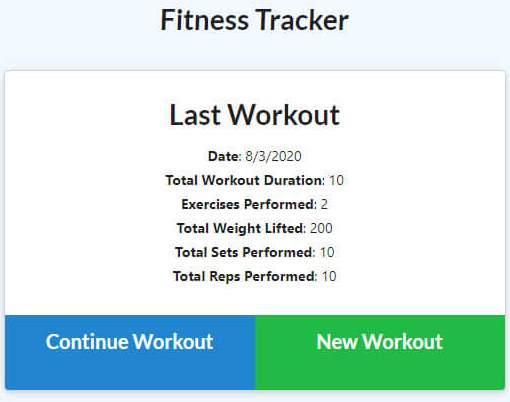 Fitness Tracker
Last Workout
Date: 8/3/2020
Total Workout Duration: 10
Exercises Performed: 2
Total Weight Lifted: 200
Total Sets Performed: 10
Total Reps Performed: 10
Continue Workout
New Workout